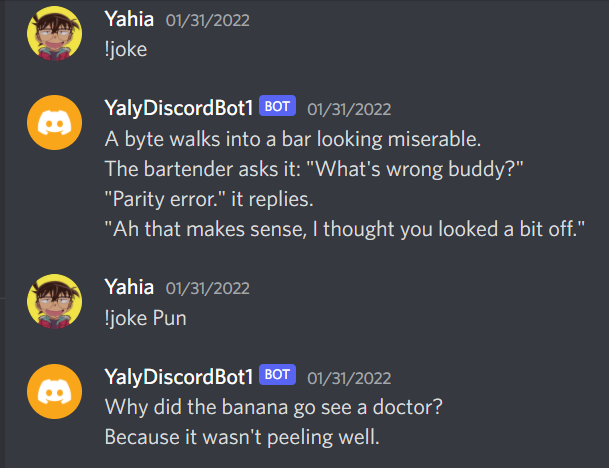 Yahia 01/31/2022
!joke
YalyDiscordBot1 BOT 01/31/2022
A byte walks into a bar looking miserable.
The bartender asks it: "What's wrong buddy?"
"Parity error." it replies.
"Ah that makes sense, I thought you looked a bit off."
Yahia 01/31/2022
!joke Pun
YalyDiscordBot1 BOT 01/31/2022
Why did the banana go see a doctor?
Because it wasn't peeling well.